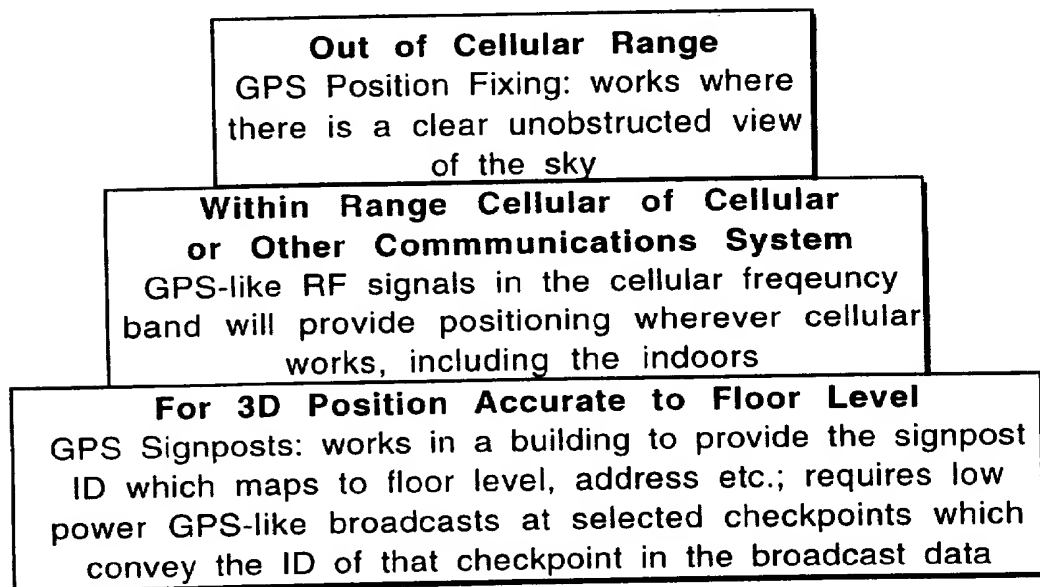 Out of Cellular Range
GPS Position Fixing: works where
there is a clear unobstructed view
of the sky
Within Range Cellular of Cellular
or Other Commmunications System
GPS-like RF signals in the cellular freqeuncy
band will provide positioning wherever cellular
works, including the indoors
For 3D Position Accurate to Floor Level
GPS Signposts: works in a building to provide the signpost
ID which maps to floor level, address etc.; requires low
power GPS-like broadcasts at selected checkpoints which
convey the ID of that checkpoint in the broadcast data